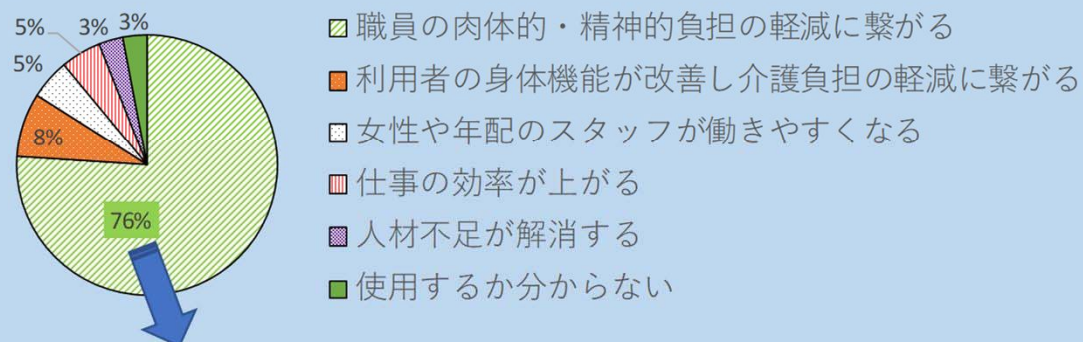 5%
3%
3%
5%
8%
76%
職員の肉体的・精神的負担の軽減に繋がる
利用者の身体機能が改善し介護負担の軽減に繋がる
女性や年配のスタッフが働きやすくなる
仕事の効率が上がる
人材不足が解消する
使用するか分からない